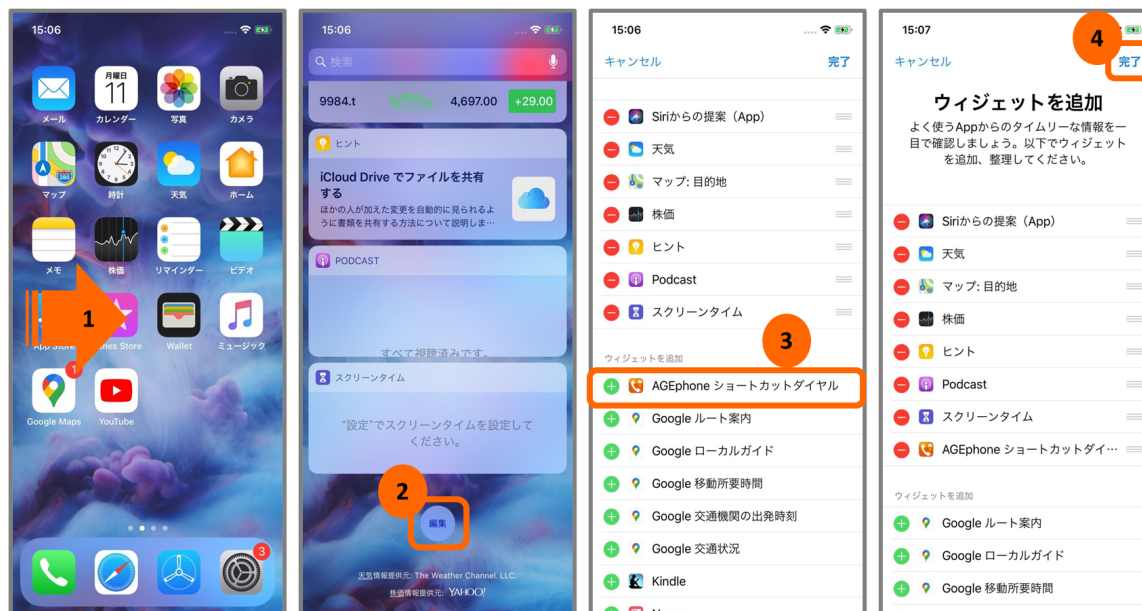 15:06
月曜日
11
メール
カレンダー
写真
カメラ
280
マップ
時計
天気
ホーム
メモ
株価
リマインダー
ビデオ
1
App Store
Wallet
ミュージック
1
Google Maps
YouTube
3
15:06
検索
9984.t
4,697.00
+29.00
ヒント
iCloud Drive でファイルを共有
する
ほかの人が加えた変更を自動的に見られるよ
うに書類を共有する方法について説明しま…
PODCAST
すべて視聴済みです。
スクリーンタイム
“設定”でスクリーンタイムを設定して
ください。
2
編集
天気情報提供元: The Weather Channel, LLC.
株価情報提供元: YAHOO!
15:06
キャンセル
完了
Siriからの提案（App）
天気
マップ: 目的地
株価
ヒント
Podcast
スクリーンタイム
3
ウィジェットを追加
AGEphone ショートカットダイヤル
Google ルート案内
Google ローカルガイド
Google 移動所要時間
Google 交通機関の出発時刻
Google 交通状況
Kindle
15:07
4
キャンセル
完了
ウィジェットを追加
よく使うAppからのタイムリーな情報を一
目で確認しましょう。以下でウィジェット
を追加、整理してください。
Siriからの提案（App）
天気
マップ: 目的地
株価
ヒント
Podcast
スクリーンタイム
AGEphone ショートカットダイ…
ウィジェットを追加
Google ルート案内
Google ローカルガイド
Google 移動所要時間